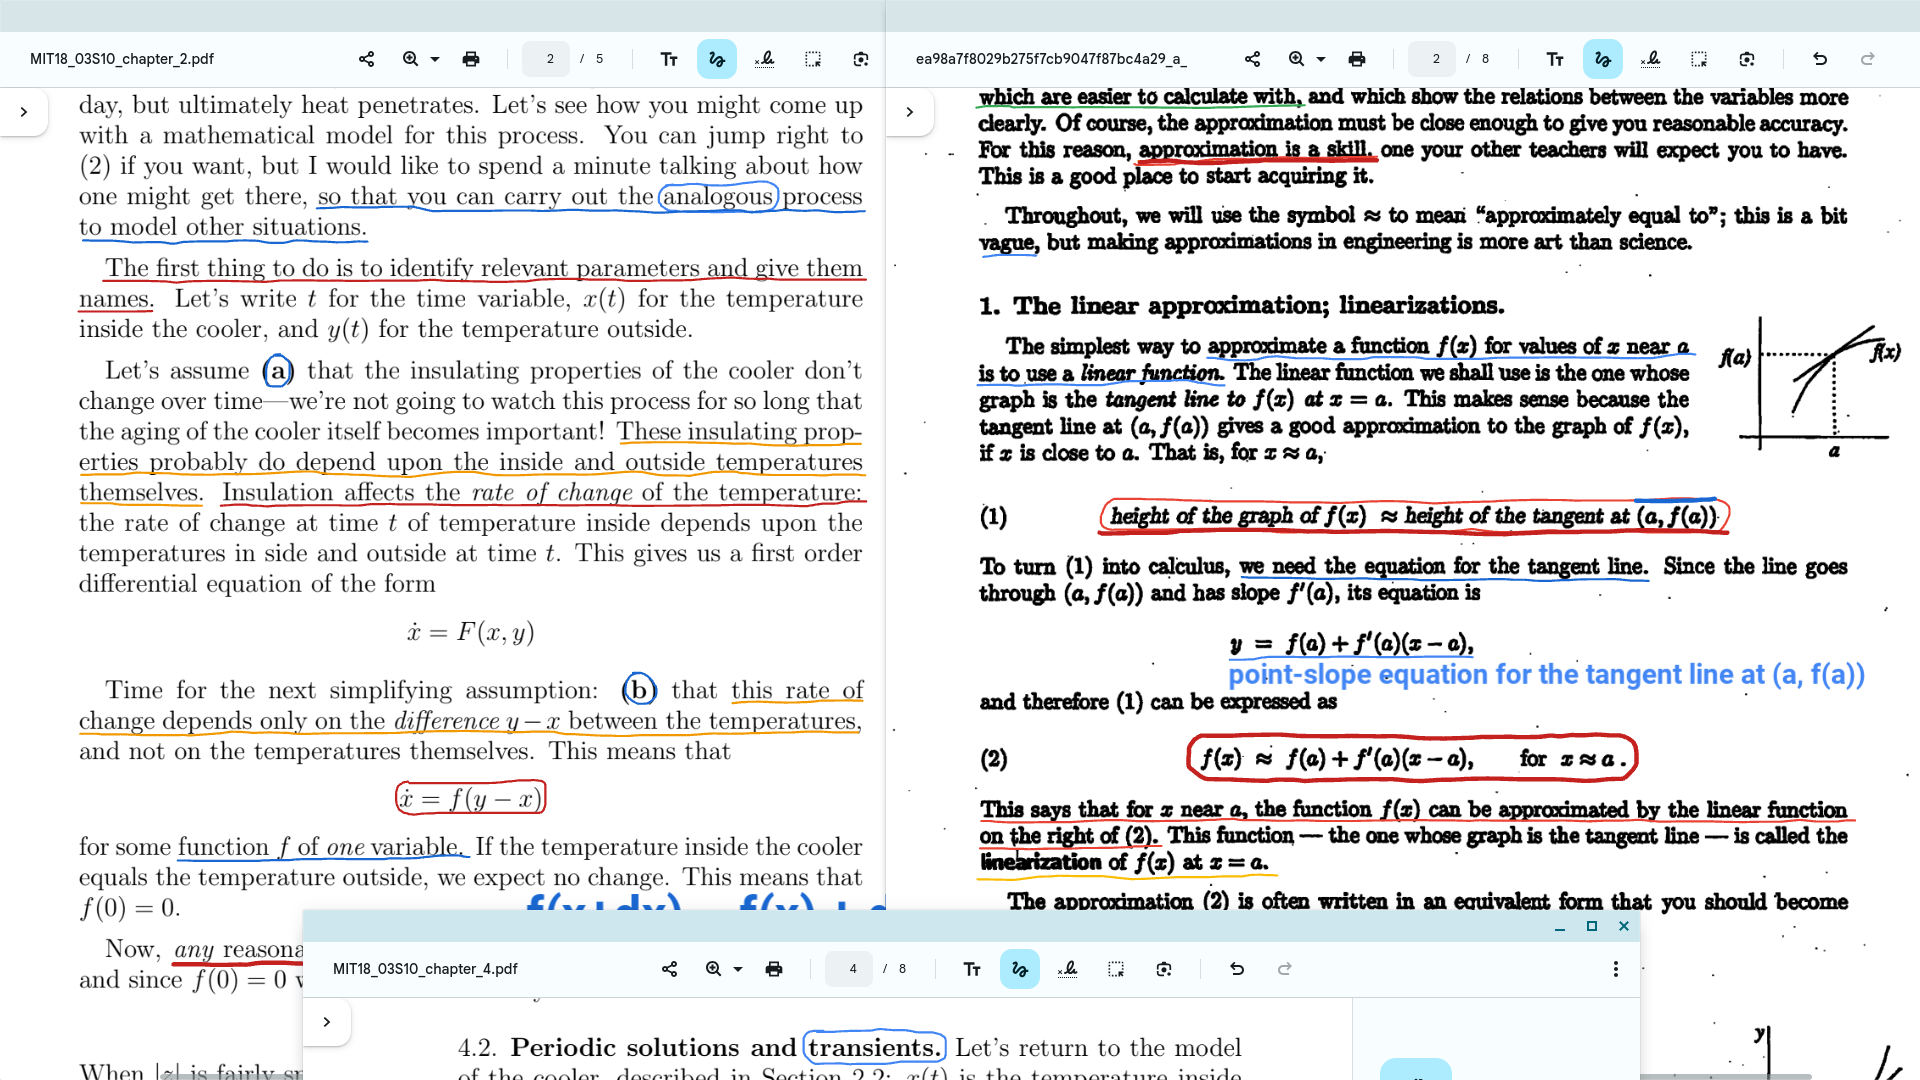 MIT18_03S10_chapter_2.pdf
2 / 5
day, but ultimately heat penetrates. Let's see how you might come up
with a mathematical model for this process. You can jump right to
(2) if you want, but I would like to spend a minute talking about how
one might get there, so that you can carry out the analogous process
to model other situations.
The first thing to do is to identify relevant parameters and give them
names. Let's write t for the time variable, x(t) for the temperature
inside the cooler, and y(t) for the temperature outside.
Let's assume (a) that the insulating properties of the cooler don't
change over time—we're not going to watch this process for so long that
the aging of the cooler itself becomes important! These insulating prop-
erties probably do depend upon the inside and outside temperatures
themselves. Insulation affects the rate of change of the temperature:
the rate of change at time t of temperature inside depends upon the
temperatures in side and outside at time t. This gives us a first order
differential equation of the form
ẋ = F(x, y)
Time for the next simplifying assumption: (b) that this rate of
change depends only on the difference y − x between the temperatures,
and not on the temperatures themselves. This means that
ẋ = f(y − x)
for some function f of one variable. If the temperature inside the cooler
equals the temperature outside, we expect no change. This means that
f(0) = 0.
f(x+dx) f(x) +
Now, any reasona
and since f(0) = 0
When |z| is fairly sm
ea98a7f8029b275f7cb9047f87bc4a29_a_
2 / 8
which are easier to calculate with, and which show the relations between the variables more
clearly. Of course, the approximation must be close enough to give you reasonable accuracy.
For this reason, approximation is a skill, one your other teachers will expect you to have.
This is a good place to start acquiring it.
Throughout, we will use the symbol ≈ to mean “approximately equal to”; this is a bit
vague, but making approximations in engineering is more art than science.
1. The linear approximation; linearizations.
The simplest way to approximate a function f(x) for values of x near a
is to use a linear function. The linear function we shall use is the one whose
graph is the tangent line to f(x) at x = a. This makes sense because the
tangent line at (a, f(a)) gives a good approximation to the graph of f(x),
if x is close to a. That is, for x ≈ a,
f(a)
f(x)
a
(1) height of the graph of f(x) ≈ height of the tangent at (a, f(a))
To turn (1) into calculus, we need the equation for the tangent line. Since the line goes
through (a, f(a)) and has slope f′(a), its equation is
y = f(a) + f′(a)(x − a),
point-slope equation for the tangent line at (a, f(a))
and therefore (1) can be expressed as
(2) f(x) ≈ f(a) + f′(a)(x − a), for x ≈ a.
This says that for x near a, the function f(x) can be approximated by the linear function
on the right of (2). This function — the one whose graph is the tangent line — is called the
linearization of f(x) at x = a.
The approximation (2) is often written in an equivalent form that you should become
y
MIT18_03S10_chapter_4.pdf
4 / 8
4.2. Periodic solutions and transients. Let's return to the model
of the cooler, described in Section 2.2: x(t) is the temperature inside